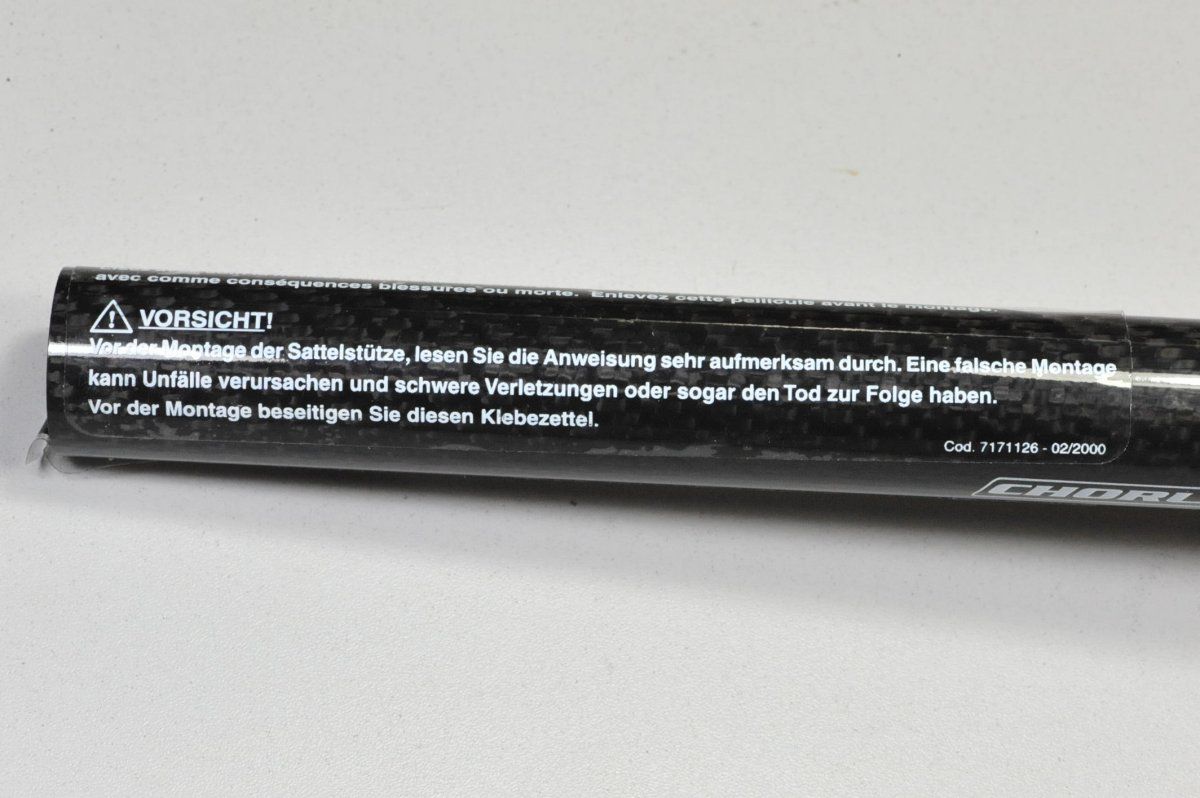 avec comme conséquences blessures ou morte. Enlevez cette pellicule avant le montage.
VORSICHT!
Vor der Montage der Sattelstütze, lesen Sie die Anweisung sehr aufmerksam durch. Eine falsche Montage
kann Unfälle verursachen und schwere Verletzungen oder sogar den Tod zur Folge haben.
Vor der Montage beseitigen Sie diesen Klebezettel.
Cod. 7171126 - 02/2000
CHORU